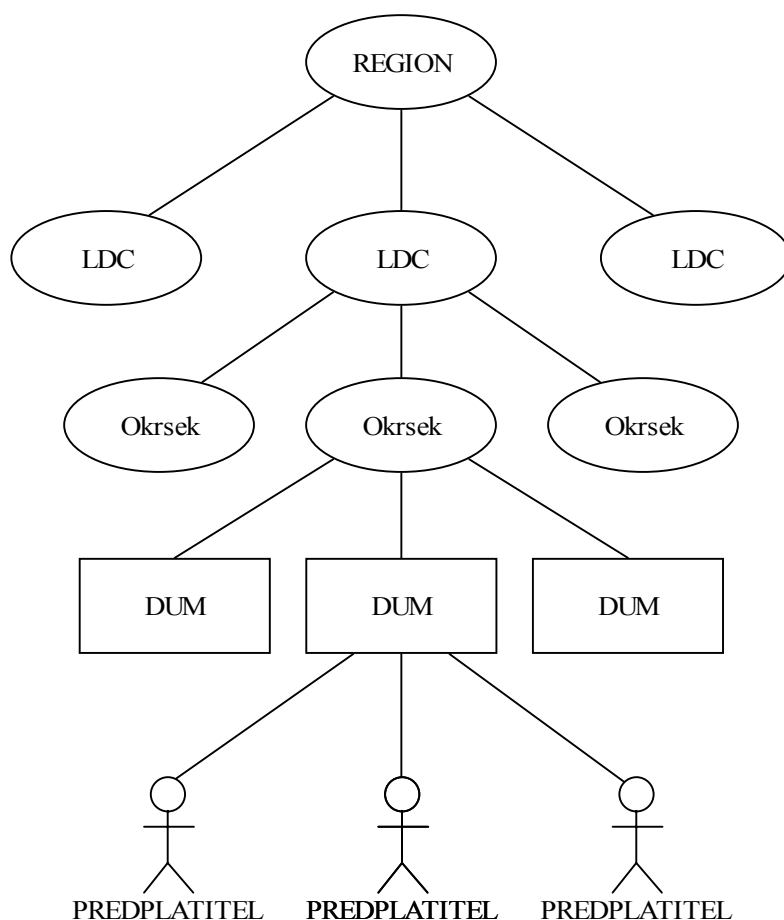 REGION
LDC LDC LDC
Okrsek Okrsek Okrsek
DUM DUM DUM
PREDPLATITEL PREDPLATITEL PREDPLATITEL